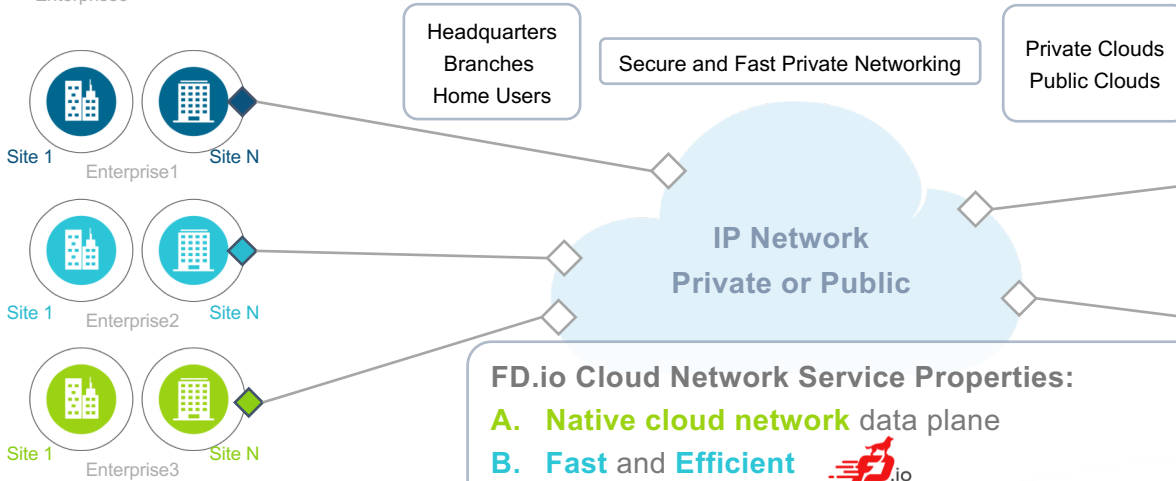 Headquarters
Branches
Home Users
Secure and Fast Private Networking
Private Clouds
Public Clouds
Site 1
Enterprise1
Site N
IP Network
Private or Public
Site 1
Enterprise2
Site N
FD.io Cloud Network Service Properties:
A. Native cloud network data plane
B. Fast and Efficient
FD.io
Site 1
Enterprise3
Site N